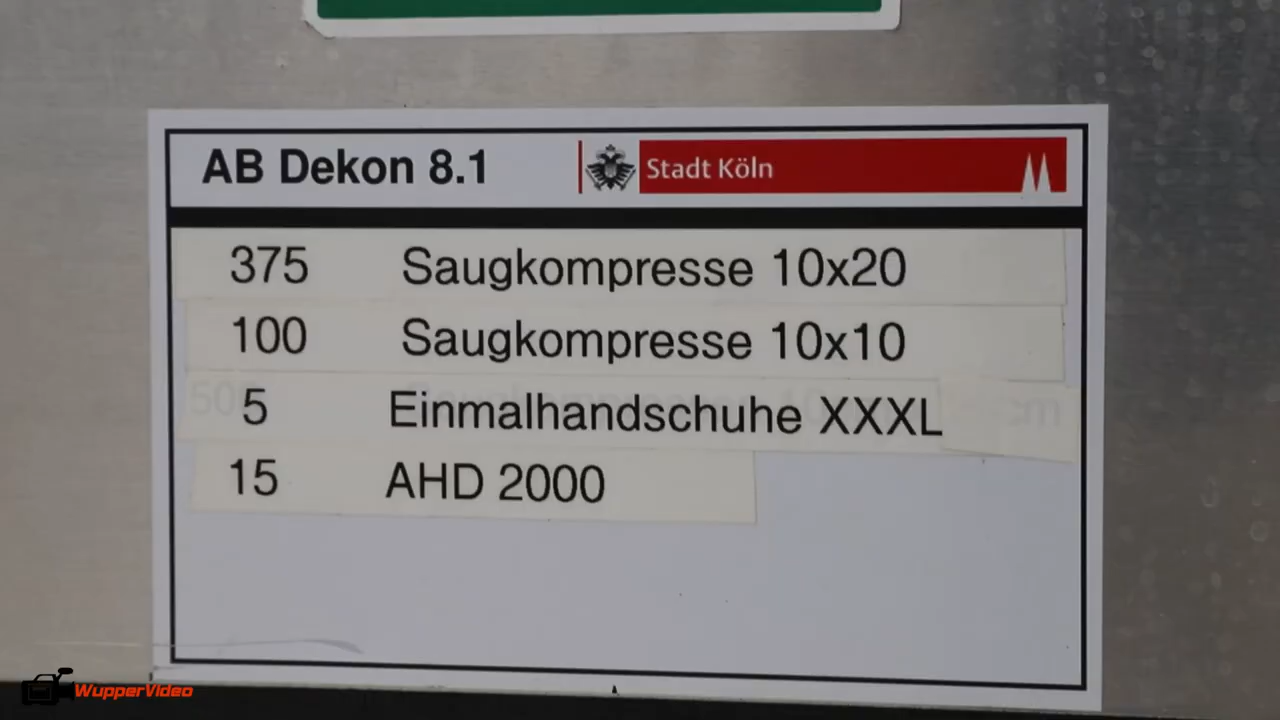 AB Dekon 8.1
Stadt Köln
375 Saugkompresse 10x20
100 Saugkompresse 10x10
5 Einmalhandschuhe XXXL
15 AHD 2000
WupperVideo